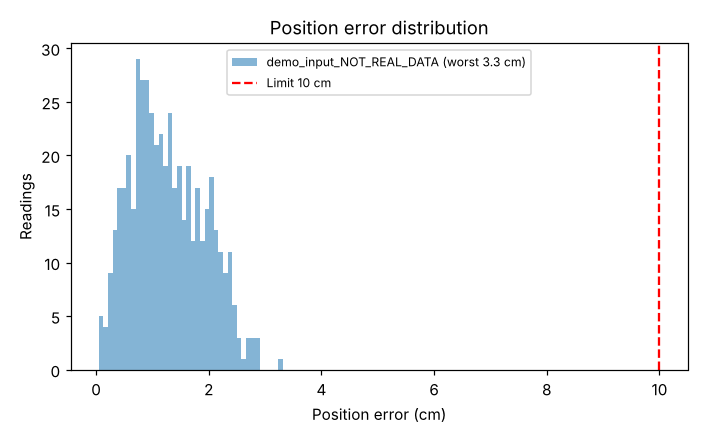 Position error distribution
demo_input_NOT_REAL_DATA (worst 3.3 cm)
Limit 10 cm
Readings
30
25
20
15
10
5
0
0 2 4 6 8 10
Position error (cm)